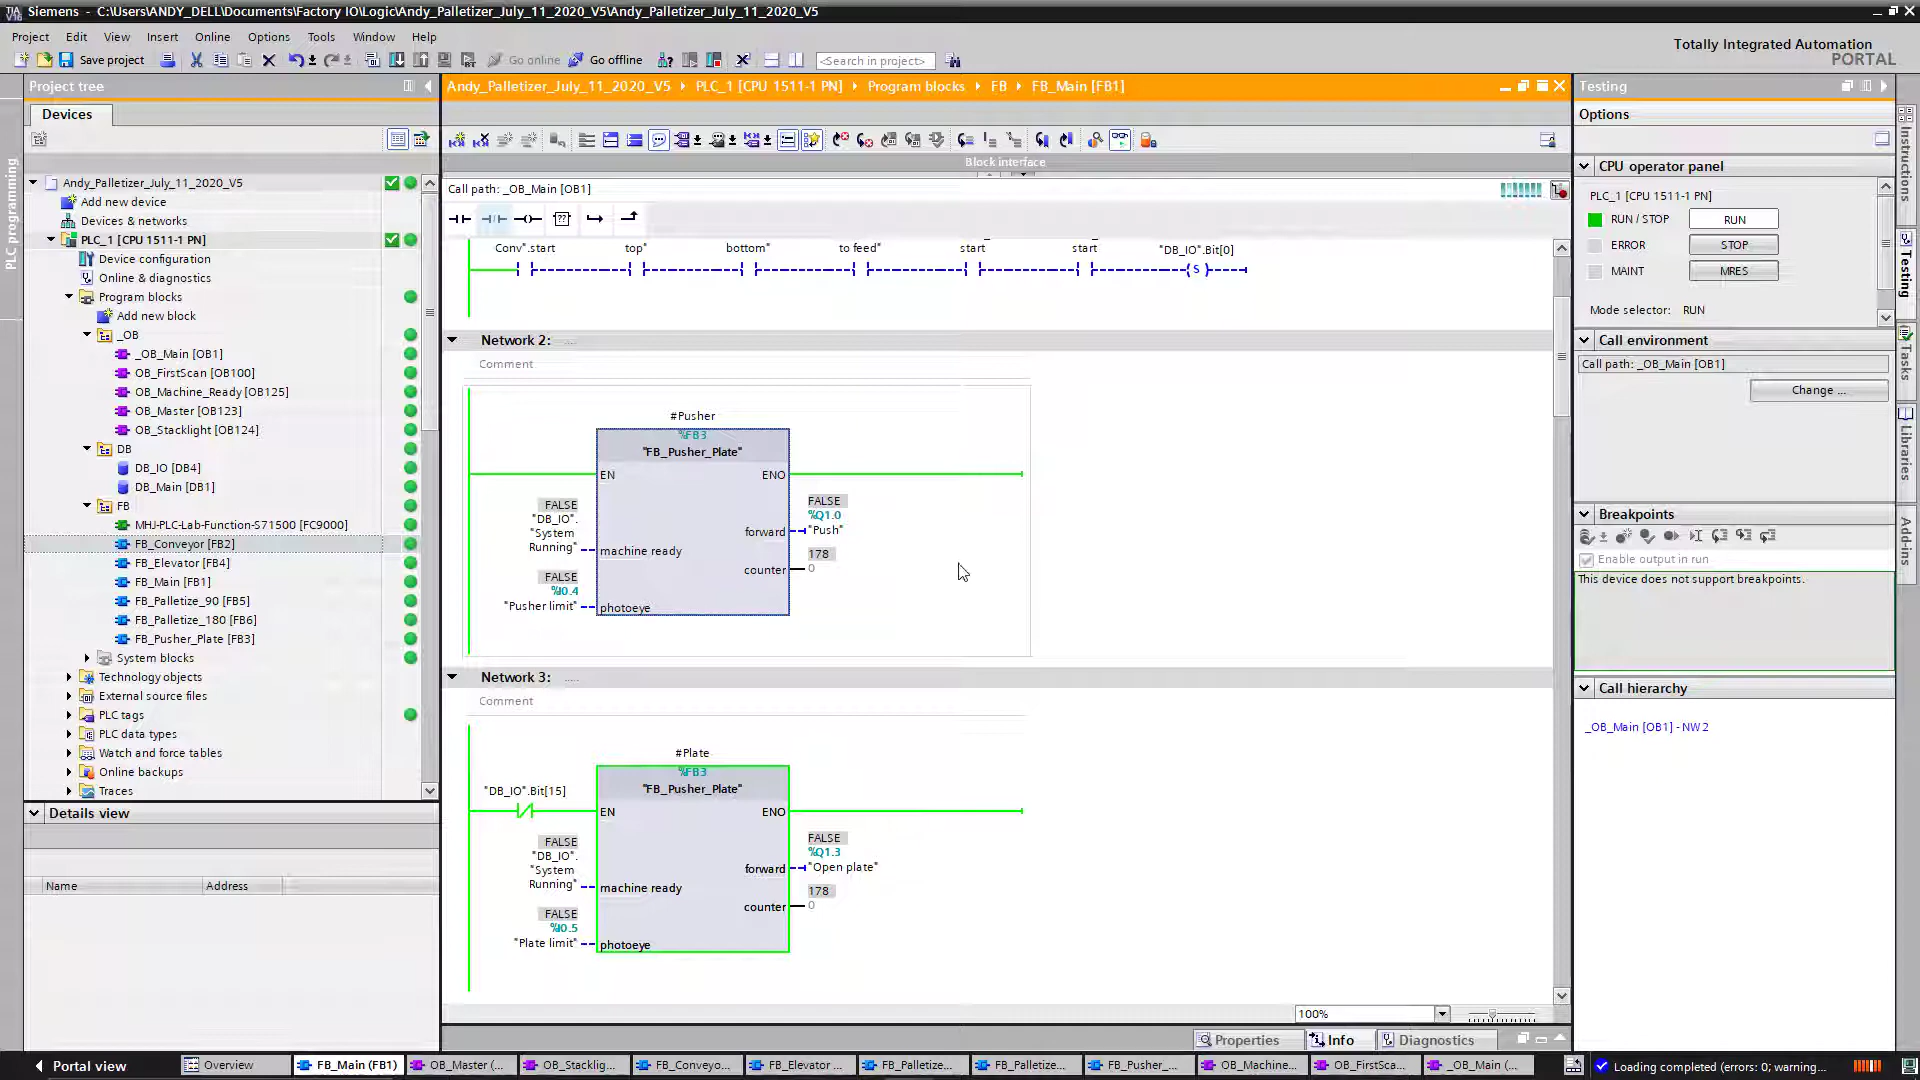 Siemens - C:\Users\ANDY_DELL\Documents\Factory IO\Logic\Andy_Palletizer_July_11_2020_V5\Andy_Palletizer_July_11_2020_V5
Project Edit View Insert Online Options Tools Window Help
Totally Integrated Automation
PORTAL
Save project
Go online
Go offline
<Search in project>
Project tree
Devices
Andy_Palletizer_July_11_2020_V5
Add new device
Devices & networks
PLC_1 [CPU 1511-1 PN]
Device configuration
Online & diagnostics
Program blocks
Add new block
_OB
_OB_Main [OB1]
OB_FirstScan [OB100]
OB_Machine_Ready [OB125]
OB_Master [OB123]
OB_Stacklight [OB124]
DB
DB_IO [DB4]
DB_Main [DB1]
FB
MHJ-PLC-Lab-Function-S71500 [FC9000]
FB_Conveyor [FB2]
FB_Elevator [FB4]
FB_Main [FB1]
FB_Palletize_90 [FB5]
FB_Palletize_180 [FB6]
FB_Pusher_Plate [FB3]
System blocks
Technology objects
External source files
PLC tags
PLC data types
Watch and force tables
Online backups
Traces
Details view
Name Address
PLC programming
Andy_Palletizer_July_11_2020_V5 PLC_1 [CPU 1511-1 PN] Program blocks FB FB_Main [FB1]
Block interface
Call path: _OB_Main [OB1]
Conv".start top" bottom" to feed" start start "DB_IO".Bit[0]
S
Network 2: .....
Comment
#Pusher
%FB3
"FB_Pusher_Plate"
EN ENO
FALSE
"DB_IO".
"System
Running" machine ready
FALSE
%I0.4
"Pusher limit" photoeye
FALSE
%Q1.0
forward "Push"
178
counter 0
Network 3: .....
Comment
#Plate
%FB3
"FB_Pusher_Plate"
"DB_IO".Bit[15]
EN ENO
FALSE
"DB_IO".
"System
Running" machine ready
FALSE
%I0.5
"Plate limit" photoeye
FALSE
%Q1.3
forward "Open plate"
178
counter 0
100%
Properties Info Diagnostics
Testing
Options
CPU operator panel
PLC_1 [CPU 1511-1 PN]
RUN / STOP RUN
ERROR STOP
MAINT MRES
Mode selector: RUN
Call environment
Call path: _OB_Main [OB1]
Change ...
Breakpoints
Enable output in run
This device does not support breakpoints.
Call hierarchy
_OB_Main [OB1] - NW 2
Instructions
Testing
Tasks
Libraries
Add-ins
Portal view
Overview
FB_Main (FB1)
OB_Master (...
OB_Stacklig...
FB_Conveyo...
FB_Elevator ...
FB_Palletize...
FB_Palletize...
FB_Pusher_...
OB_Machine...
OB_FirstSca...
_OB_Main (...
Loading completed (errors: 0; warning...